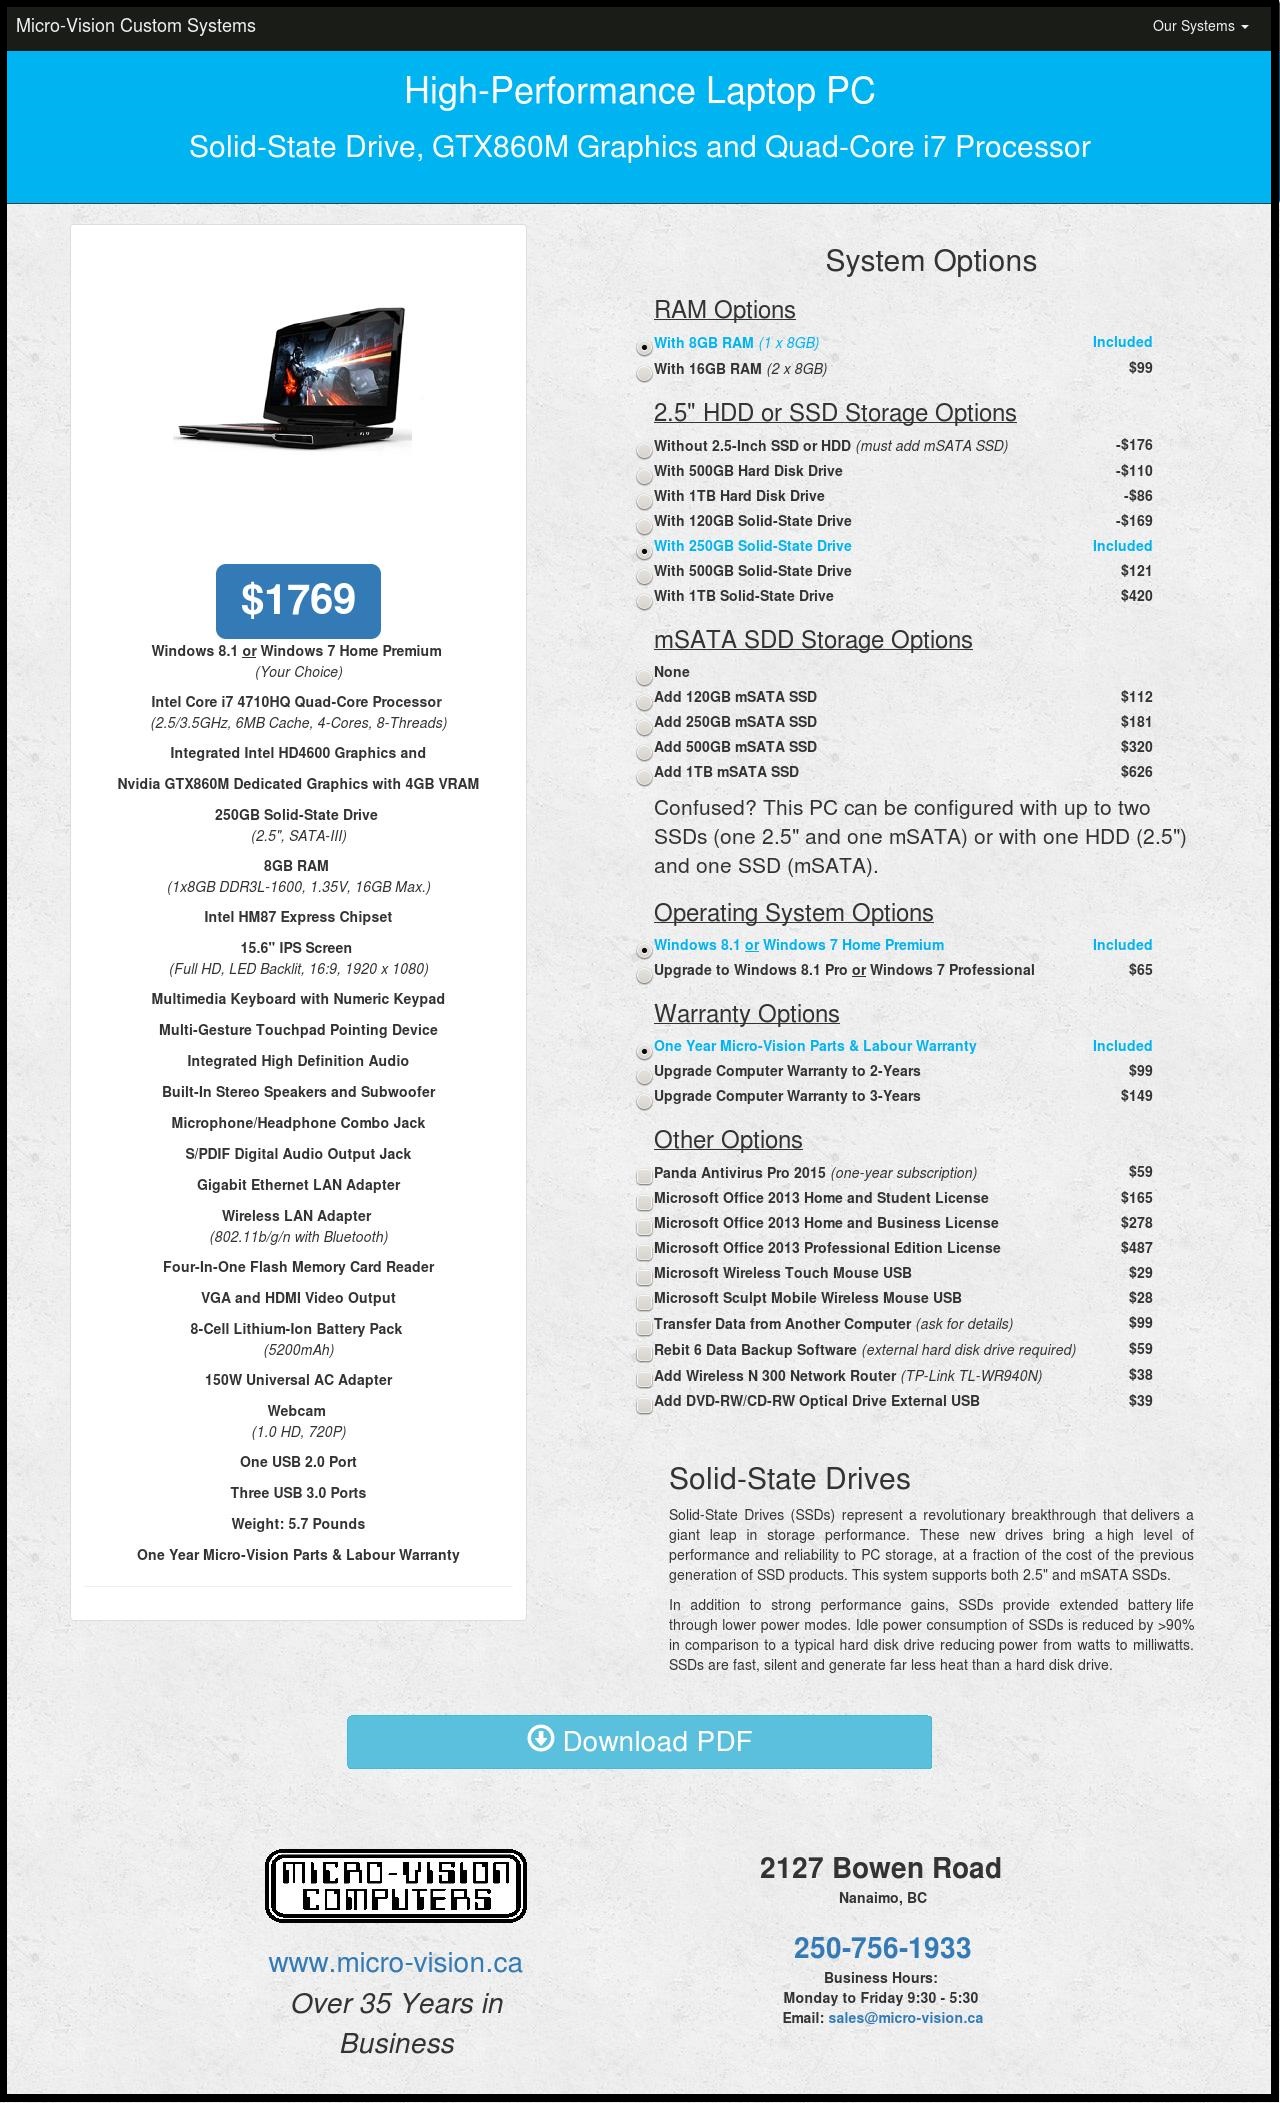 Micro-Vision Custom Systems
Our Systems
High-Performance Laptop PC
Solid-State Drive, GTX860M Graphics and Quad-Core i7 Processor
$1769
Windows 8.1 or Windows 7 Home Premium
(Your Choice)
Intel Core i7 4710HQ Quad-Core Processor
(2.5/3.5GHz, 6MB Cache, 4-Cores, 8-Threads)
Integrated Intel HD4600 Graphics and
Nvidia GTX860M Dedicated Graphics with 4GB VRAM
250GB Solid-State Drive
(2.5", SATA-III)
8GB RAM
(1x8GB DDR3L-1600, 1.35V, 16GB Max.)
Intel HM87 Express Chipset
15.6" IPS Screen
(Full HD, LED Backlit, 16:9, 1920 x 1080)
Multimedia Keyboard with Numeric Keypad
Multi-Gesture Touchpad Pointing Device
Integrated High Definition Audio
Built-In Stereo Speakers and Subwoofer
Microphone/Headphone Combo Jack
S/PDIF Digital Audio Output Jack
Gigabit Ethernet LAN Adapter
Wireless LAN Adapter
(802.11b/g/n with Bluetooth)
Four-In-One Flash Memory Card Reader
VGA and HDMI Video Output
8-Cell Lithium-Ion Battery Pack
(5200mAh)
150W Universal AC Adapter
Webcam
(1.0 HD, 720P)
One USB 2.0 Port
Three USB 3.0 Ports
Weight: 5.7 Pounds
One Year Micro-Vision Parts & Labour Warranty
System Options
RAM Options
With 8GB RAM (1 x 8GB) Included
With 16GB RAM (2 x 8GB) $99
2.5" HDD or SSD Storage Options
Without 2.5-Inch SSD or HDD (must add mSATA SSD) -$176
With 500GB Hard Disk Drive -$110
With 1TB Hard Disk Drive -$86
With 120GB Solid-State Drive -$169
With 250GB Solid-State Drive Included
With 500GB Solid-State Drive $121
With 1TB Solid-State Drive $420
mSATA SDD Storage Options
None
Add 120GB mSATA SSD $112
Add 250GB mSATA SSD $181
Add 500GB mSATA SSD $320
Add 1TB mSATA SSD $626
Confused? This PC can be configured with up to two
SSDs (one 2.5" and one mSATA) or with one HDD (2.5")
and one SSD (mSATA).
Operating System Options
Windows 8.1 or Windows 7 Home Premium Included
Upgrade to Windows 8.1 Pro or Windows 7 Professional $65
Warranty Options
One Year Micro-Vision Parts & Labour Warranty Included
Upgrade Computer Warranty to 2-Years $99
Upgrade Computer Warranty to 3-Years $149
Other Options
Panda Antivirus Pro 2015 (one-year subscription) $59
Microsoft Office 2013 Home and Student License $165
Microsoft Office 2013 Home and Business License $278
Microsoft Office 2013 Professional Edition License $487
Microsoft Wireless Touch Mouse USB $29
Microsoft Sculpt Mobile Wireless Mouse USB $28
Transfer Data from Another Computer (ask for details) $99
Rebit 6 Data Backup Software (external hard disk drive required) $59
Add Wireless N 300 Network Router (TP-Link TL-WR940N) $38
Add DVD-RW/CD-RW Optical Drive External USB $39
Solid-State Drives
Solid-State Drives (SSDs) represent a revolutionary breakthrough that delivers a
giant leap in storage performance. These new drives bring a high level of
performance and reliability to PC storage, at a fraction of the cost of the previous
generation of SSD products. This system supports both 2.5" and mSATA SSDs.
In addition to strong performance gains, SSDs provide extended battery life
through lower power modes. Idle power consumption of SSDs is reduced by >90%
in comparison to a typical hard disk drive reducing power from watts to milliwatts.
SSDs are fast, silent and generate far less heat than a hard disk drive.
Download PDF
MICRO-VISION
COMPUTERS
www.micro-vision.ca
Over 35 Years in
Business
2127 Bowen Road
Nanaimo, BC
250-756-1933
Business Hours:
Monday to Friday 9:30 - 5:30
Email: sales@micro-vision.ca